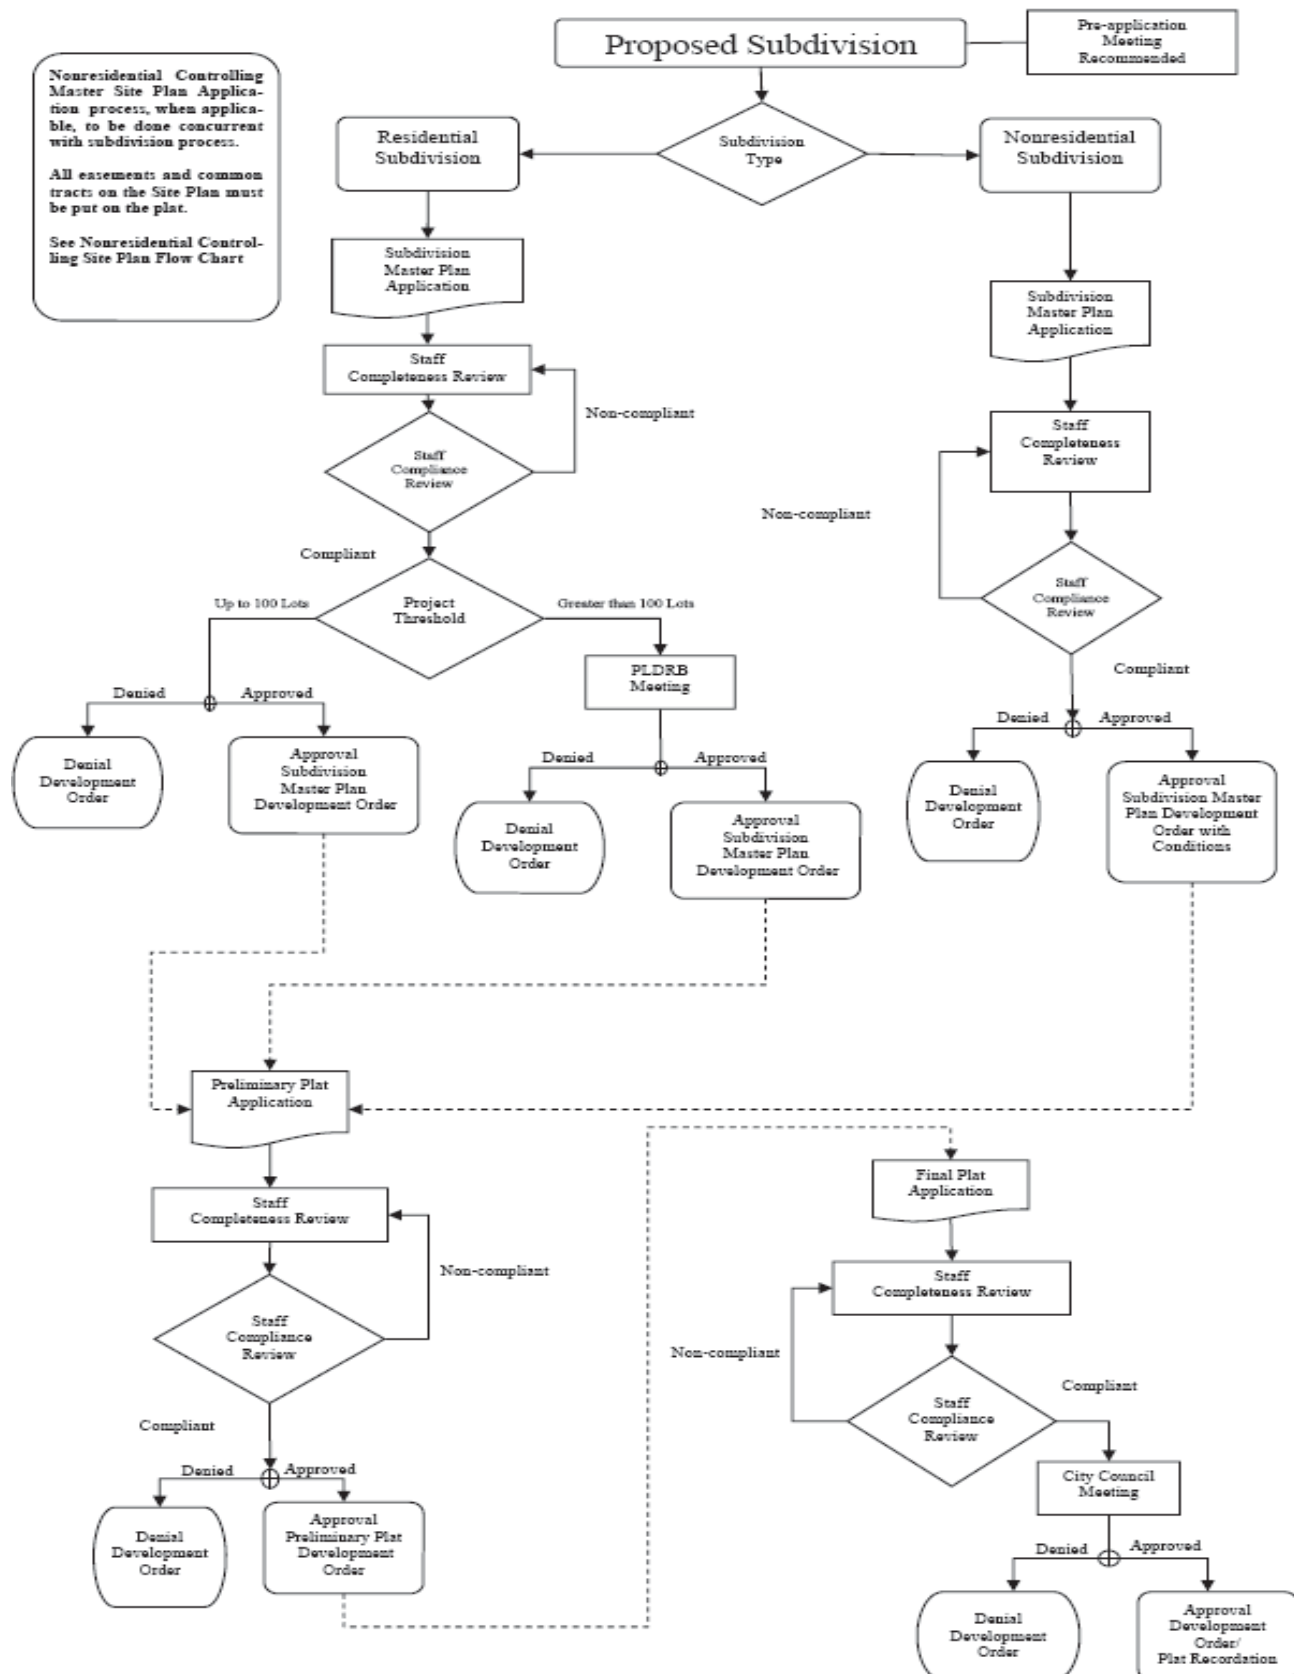 Proposed Subdivision
Pre-application
Meeting
Recommended
Nonresidential Controlling
Master Site Plan Applica-
tion process, when applica-
ble, to be done concurrent
with subdivision process.
All easements and common
tracts on the Site Plan must
be put on the plat.
See Nonresidential Control-
ling Site Plan Flow Chart
Residential
Subdivision
Subdivision
Type
Nonresidential
Subdivision
Subdivision
Master Plan
Application
Subdivision
Master Plan
Application
Staff
Completeness Review
Non-compliant
Staff
Compliance
Review
Staff
Completeness
Review
Non-compliant
Compliant
Staff
Compliance
Review
Up to 100 Lots
Project
Threshold
Greater than 100 Lots
PLDRB
Meeting
Compliant
Denied
Approved
Denied
Approved
Denial
Development
Order
Approval
Subdivision
Master Plan
Development Order
Denied
Approved
Denial
Development
Order
Approval
Subdivision
Master Plan
Development Order
Denial
Development
Order
Approval
Subdivision Master
Plan Development
Order with
Conditions
Preliminary Plat
Application
Staff
Completeness Review
Non-compliant
Staff
Compliance
Review
Compliant
Denied
Approved
Denial
Development
Order
Approval
Preliminary Plat
Development
Order
Final Plat
Application
Staff
Completeness Review
Non-compliant
Compliant
Staff
Compliance
Review
City Council
Meeting
Denied
Approved
Denial
Development
Order
Approval
Development
Order/
Plat Recordation